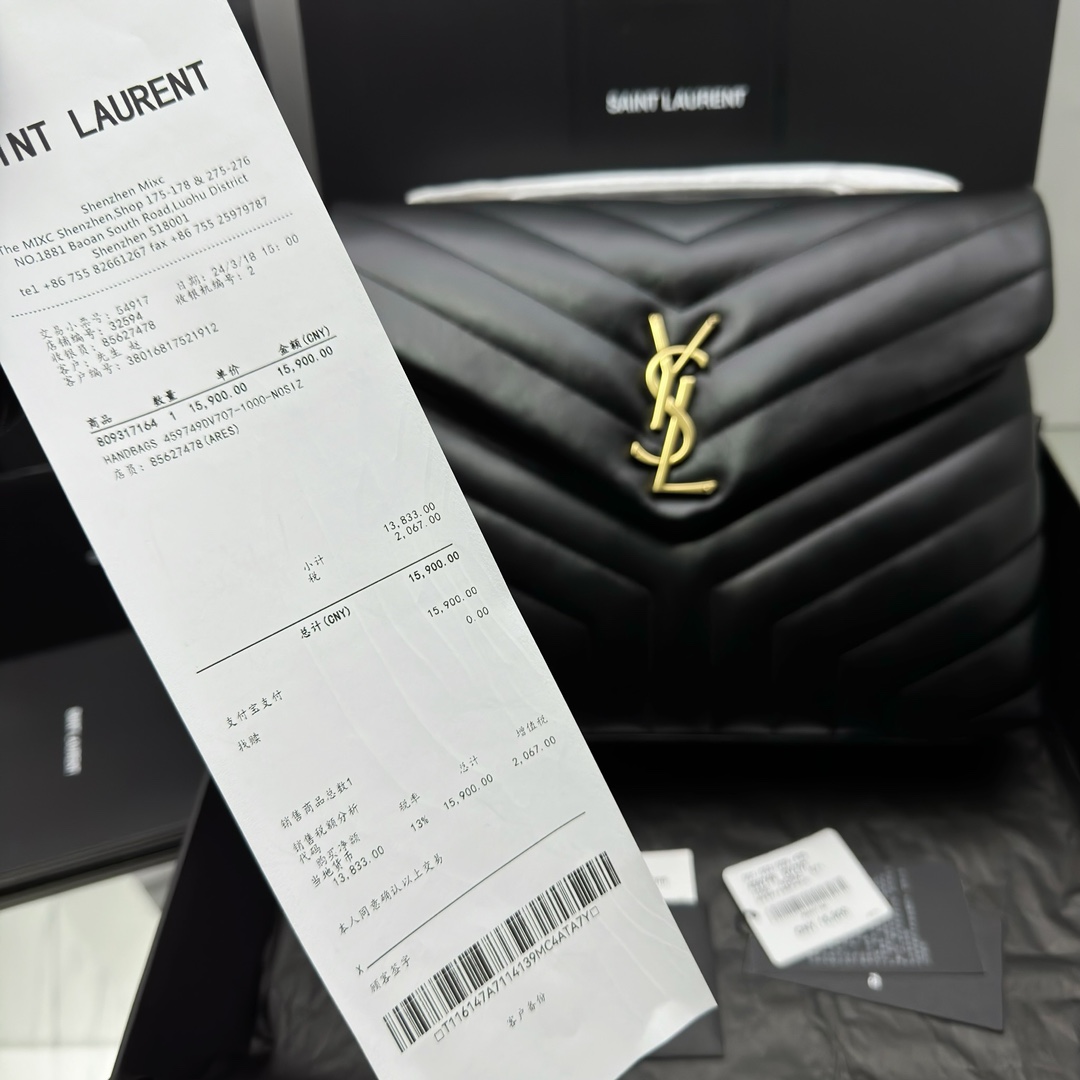 INT LAURENT
Shenzhen Mixc
The MIXC Shenzhen,Shop 175-178 & 275-276
NO.1881 Baoan South Road,Luohu District
Shenzhen 518001
tel +86 755 82661267 fax +86 755 25979787
交易小票号: 54917 日期: 24/3/18 15: 00
店铺编号: 32594 收银机编号: 2
收银员: 85627478
客户: 先生 赵
客户编号: 38016817521912
商品 数量 单价 金额(CNY)
809317164 1 15,900.00 15,900.00
HANDBAGS 459749DV707-1000-NOSIZ
店员: 85627478(ARES)
小计 13,833.00
税 2,067.00
总计(CNY) 15,900.00
支付宝支付 15,900.00
找赎 0.00
销售商品总数1
销售税额分析
代码 税率 总计 增值税
购买净额
当地货币 13% 15,900.00 2,067.00
13,833.00
本人同意确认以上交易
X
顾客签字
□T116147A7114139MC4ATA7Y□
客户备份
SAINT LAURENT
YSL
SAINT LAURENT